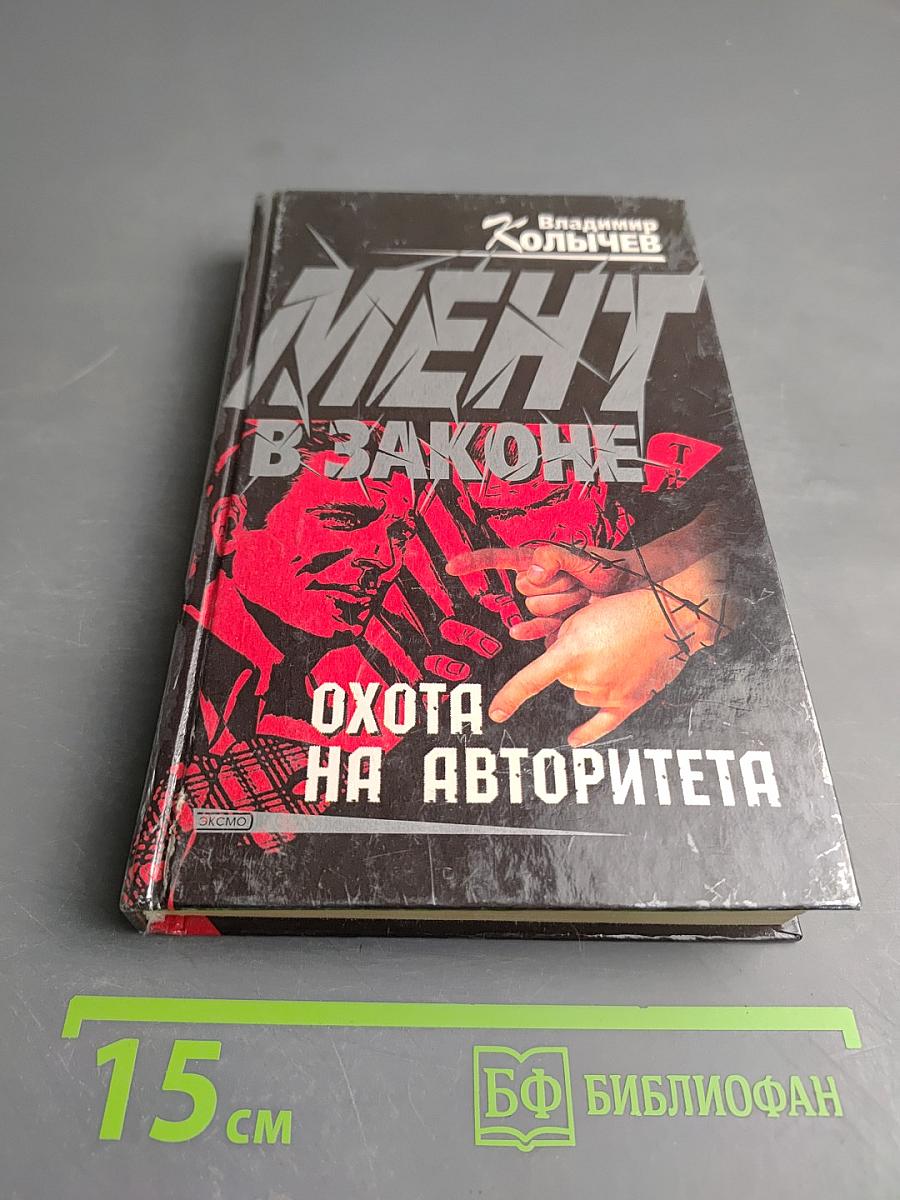 Владимир
КОЛЫЧЕВ
МЕНТ
В ЗАКОНЕ
ОХОТА
НА АВТОРИТЕТА
ЭКСМО
15 см
БФ БИБЛИОФАН